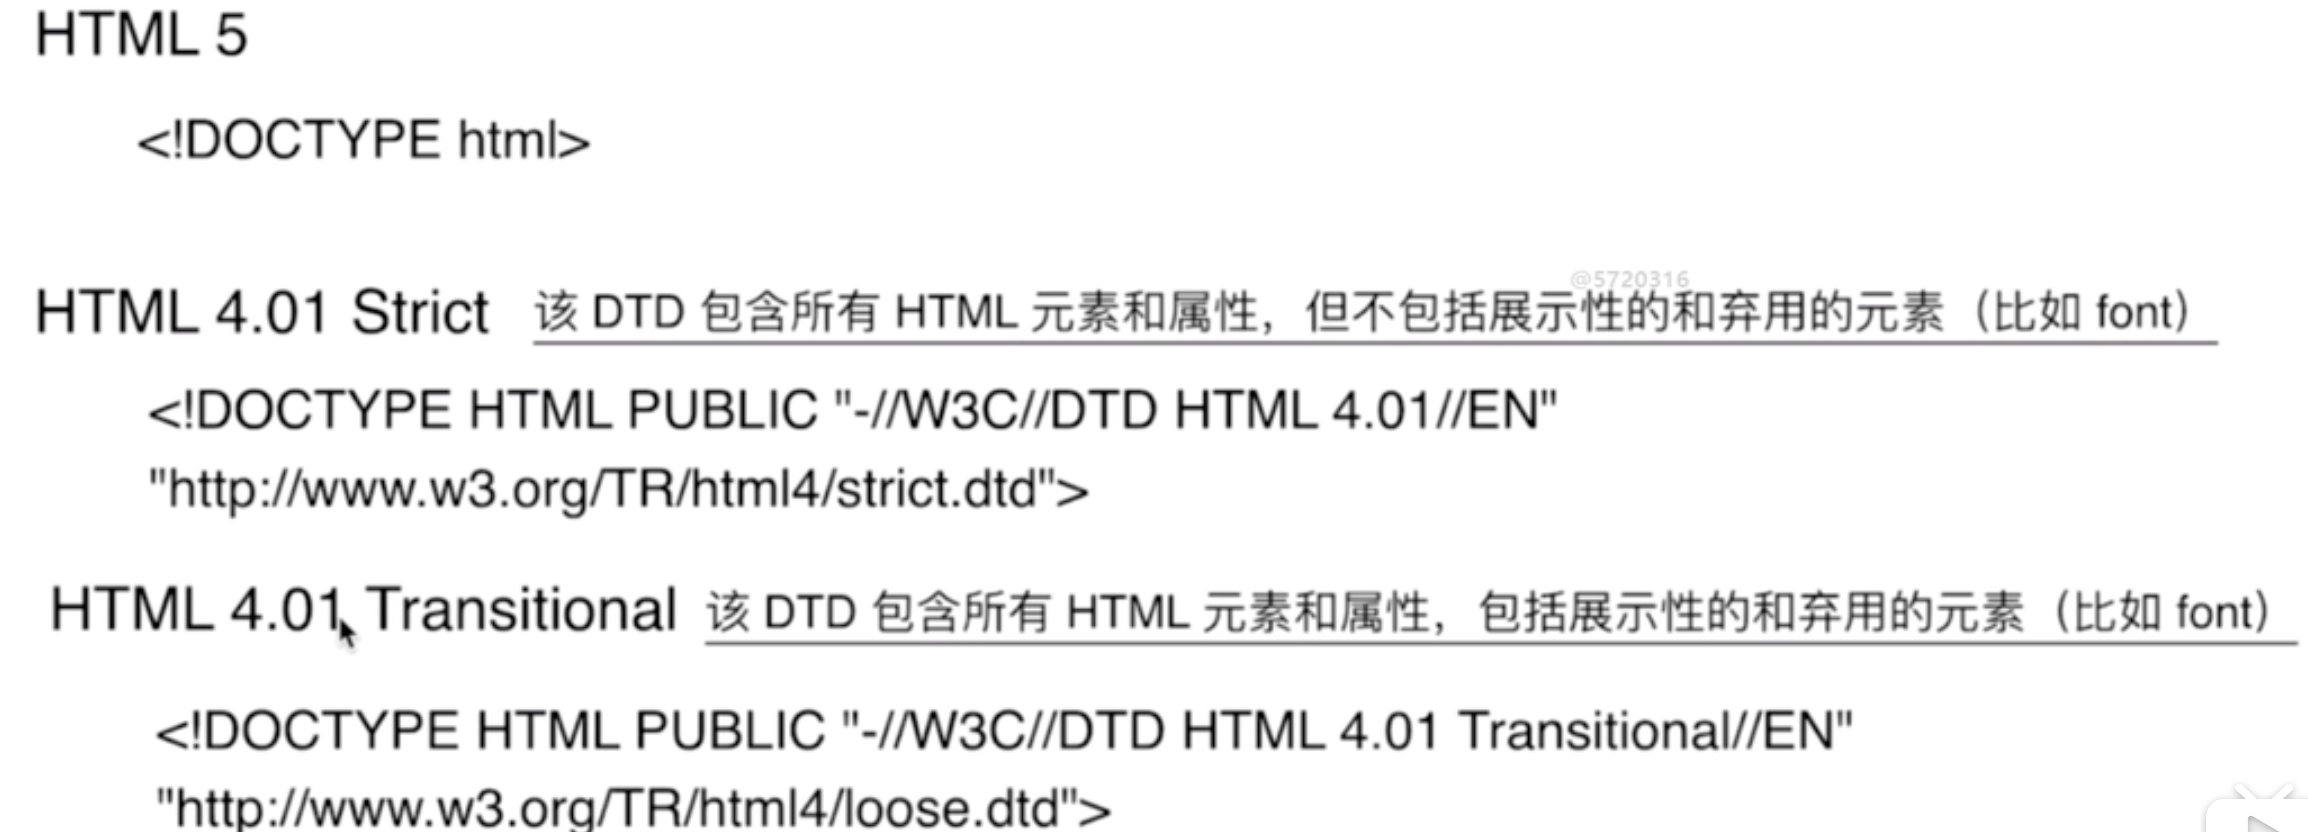 HTML 5
<!DOCTYPE html>
@5720316
HTML 4.01 Strict 该 DTD 包含所有 HTML 元素和属性，但不包括展示性的和弃用的元素（比如 font）
<!DOCTYPE HTML PUBLIC "-//W3C//DTD HTML 4.01//EN"
"http://www.w3.org/TR/html4/strict.dtd">
HTML 4.01 Transitional 该 DTD 包含所有 HTML 元素和属性，包括展示性的和弃用的元素（比如 font）
<!DOCTYPE HTML PUBLIC "-//W3C//DTD HTML 4.01 Transitional//EN"
"http://www.w3.org/TR/html4/loose.dtd">